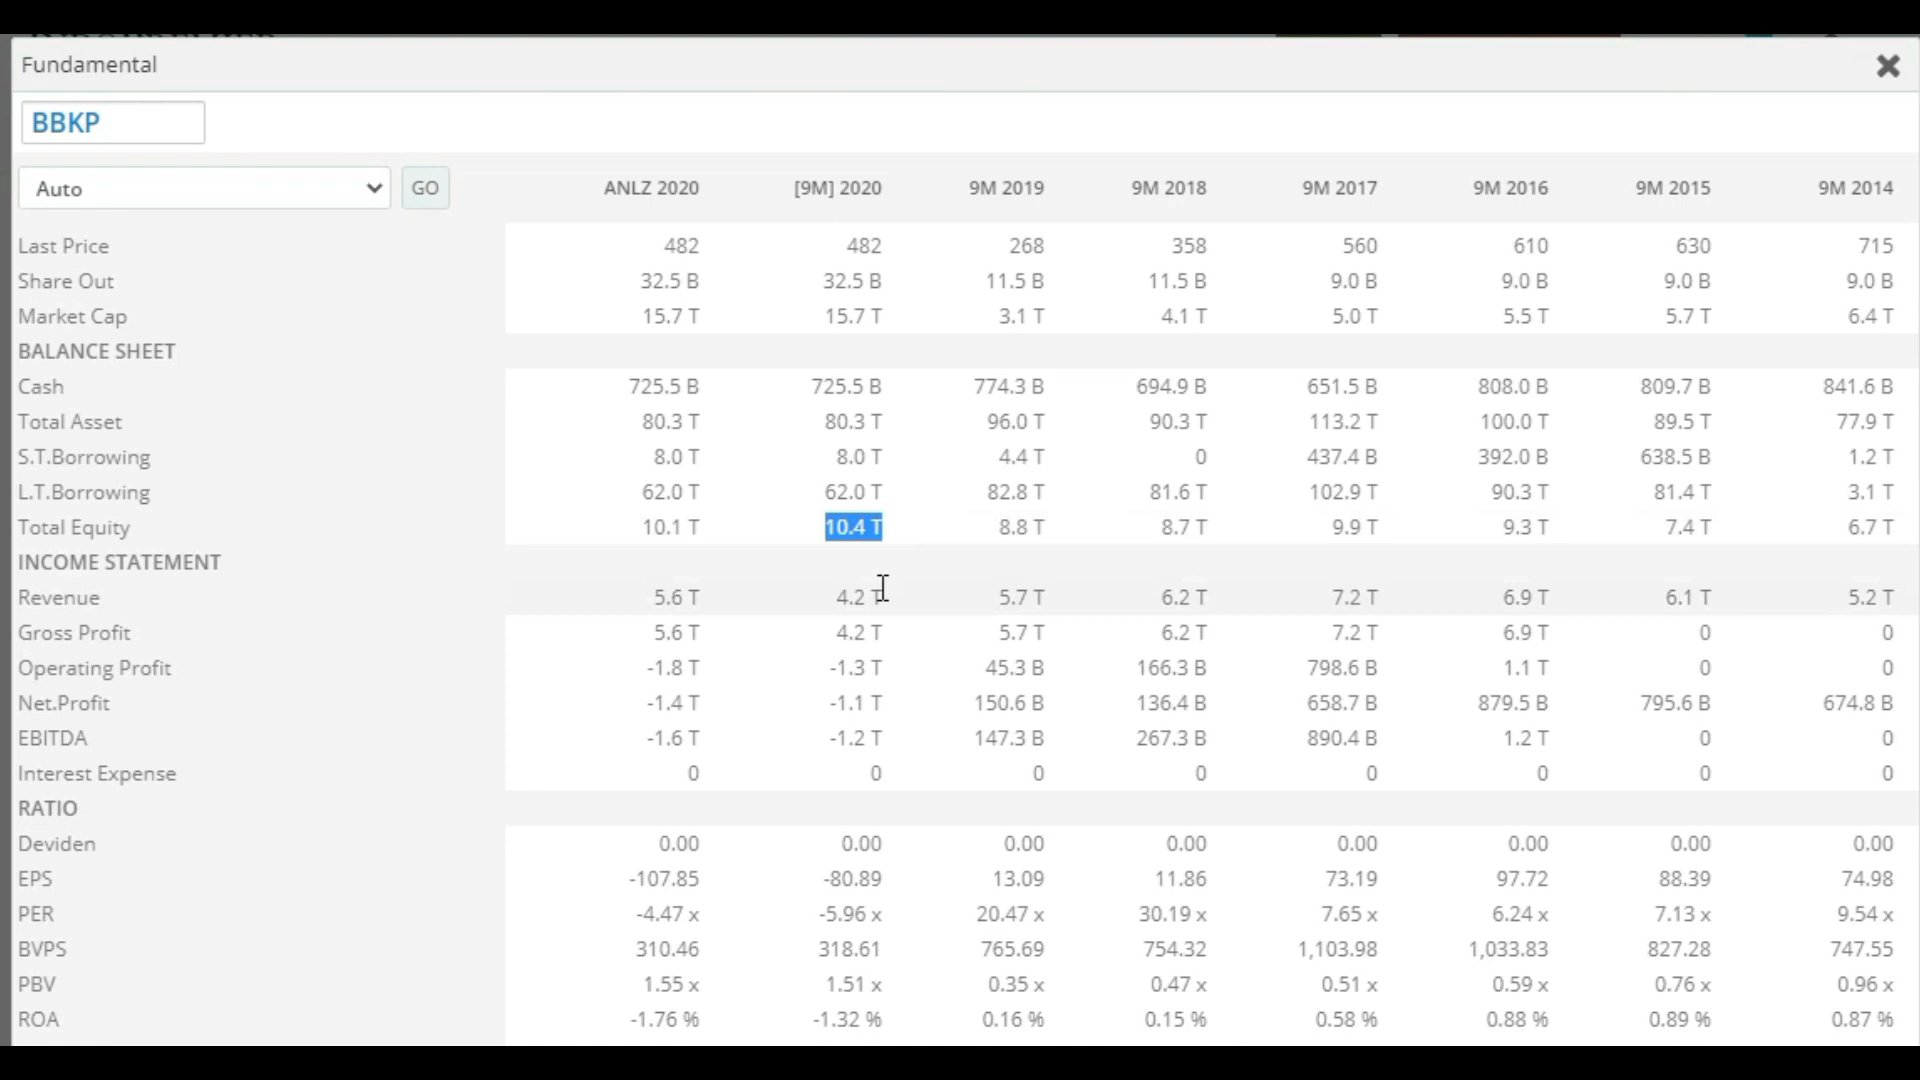 Fundamental
BBKP
Auto GO ANLZ 2020 [9M] 2020 9M 2019 9M 2018 9M 2017 9M 2016 9M 2015 9M 2014
Last Price 482 482 268 358 560 610 630 715
Share Out 32.5 B 32.5 B 11.5 B 11.5 B 9.0 B 9.0 B 9.0 B 9.0 B
Market Cap 15.7 T 15.7 T 3.1 T 4.1 T 5.0 T 5.5 T 5.7 T 6.4 T
BALANCE SHEET
Cash 725.5 B 725.5 B 774.3 B 694.9 B 651.5 B 808.0 B 809.7 B 841.6 B
Total Asset 80.3 T 80.3 T 96.0 T 90.3 T 113.2 T 100.0 T 89.5 T 77.9 T
S.T.Borrowing 8.0 T 8.0 T 4.4 T 0 437.4 B 392.0 B 638.5 B 1.2 T
L.T.Borrowing 62.0 T 62.0 T 82.8 T 81.6 T 102.9 T 90.3 T 81.4 T 3.1 T
Total Equity 10.1 T 10.4 T 8.8 T 8.7 T 9.9 T 9.3 T 7.4 T 6.7 T
INCOME STATEMENT
Revenue 5.6 T 4.2 T 5.7 T 6.2 T 7.2 T 6.9 T 6.1 T 5.2 T
Gross Profit 5.6 T 4.2 T 5.7 T 6.2 T 7.2 T 6.9 T 0 0
Operating Profit -1.8 T -1.3 T 45.3 B 166.3 B 798.6 B 1.1 T 0 0
Net.Profit -1.4 T -1.1 T 150.6 B 136.4 B 658.7 B 879.5 B 795.6 B 674.8 B
EBITDA -1.6 T -1.2 T 147.3 B 267.3 B 890.4 B 1.2 T 0 0
Interest Expense 0 0 0 0 0 0 0 0
RATIO
Deviden 0.00 0.00 0.00 0.00 0.00 0.00 0.00 0.00
EPS -107.85 -80.89 13.09 11.86 73.19 97.72 88.39 74.98
PER -4.47 x -5.96 x 20.47 x 30.19 x 7.65 x 6.24 x 7.13 x 9.54 x
BVPS 310.46 318.61 765.69 754.32 1,103.98 1,033.83 827.28 747.55
PBV 1.55 x 1.51 x 0.35 x 0.47 x 0.51 x 0.59 x 0.76 x 0.96 x
ROA -1.76 % -1.32 % 0.16 % 0.15 % 0.58 % 0.88 % 0.89 % 0.87 %